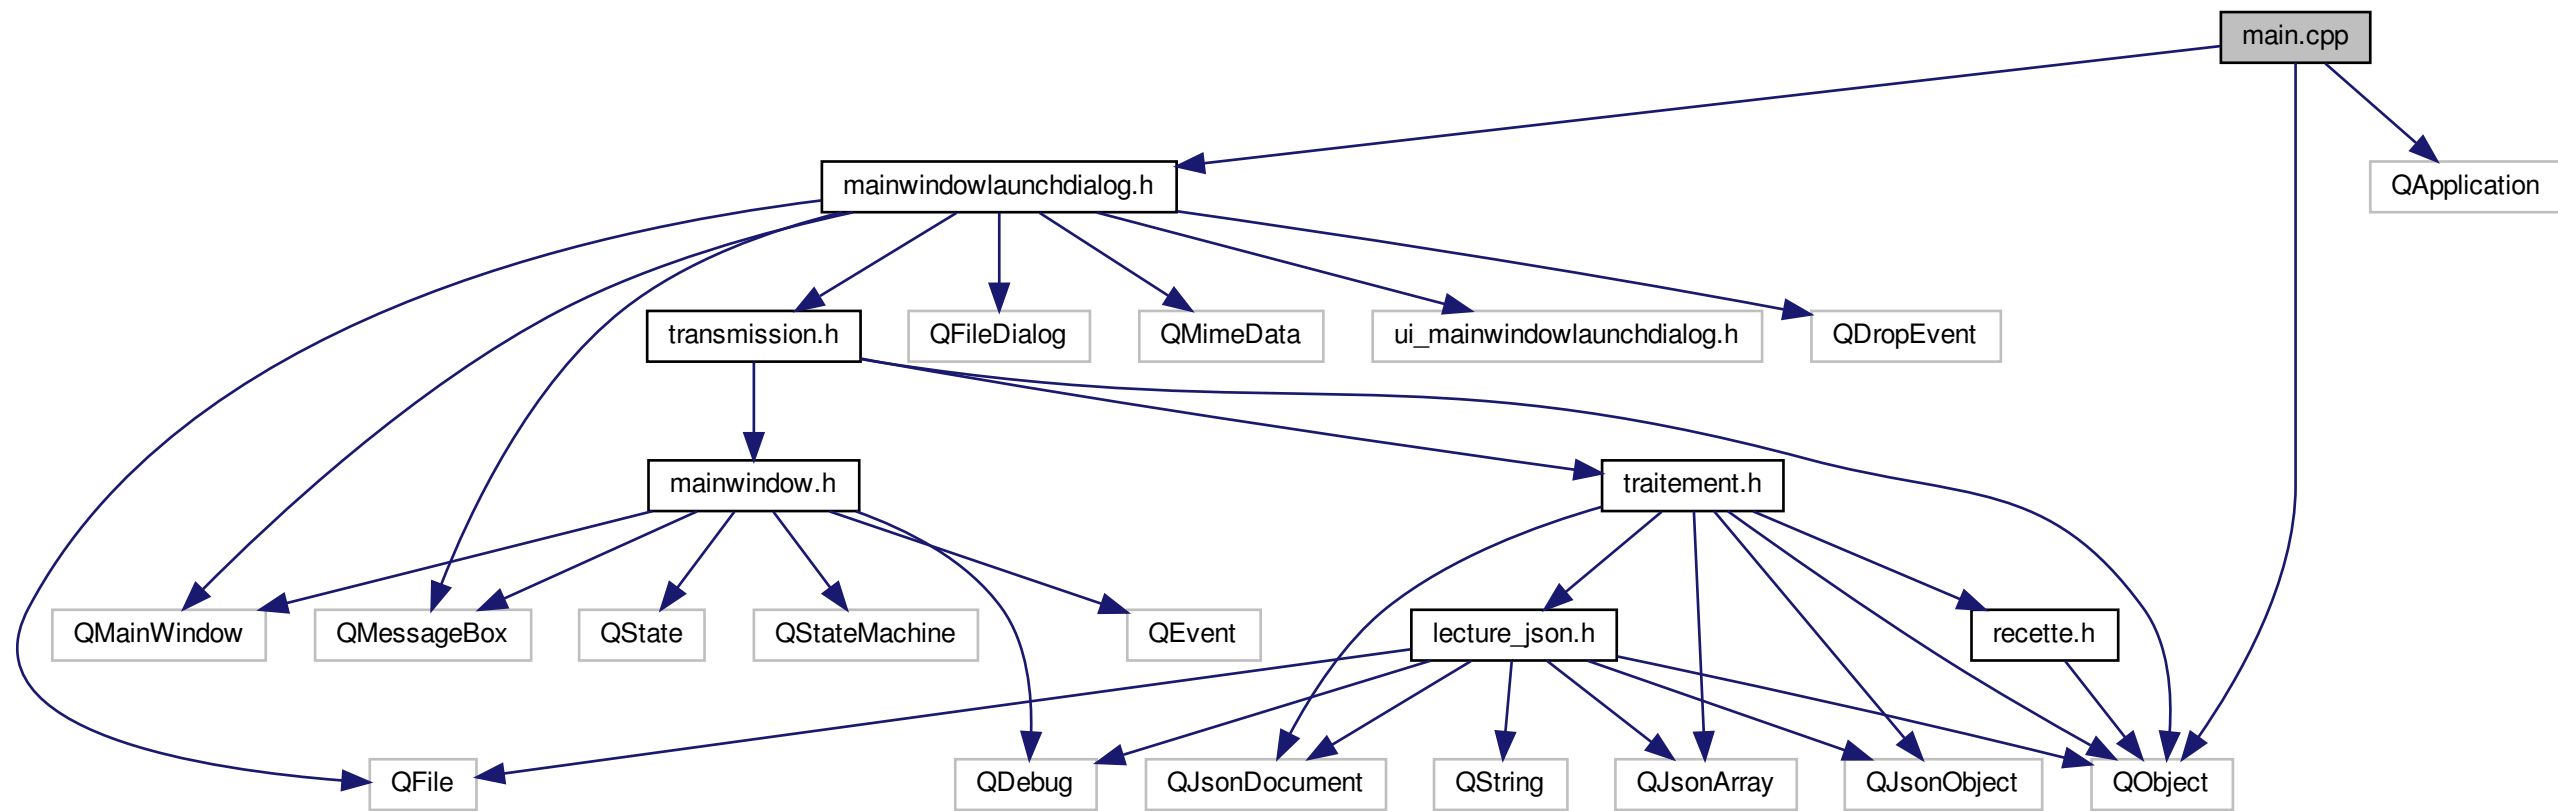 main.cpp
mainwindowlaunchdialog.h
QApplication
transmission.h
QFileDialog
QMimeData
ui_mainwindowlaunchdialog.h
QDropEvent
mainwindow.h
traitement.h
QMainWindow
QMessageBox
QState
QStateMachine
QEvent
lecture_json.h
recette.h
QFile
QDebug
QJsonDocument
QString
QJsonArray
QJsonObject
QObject